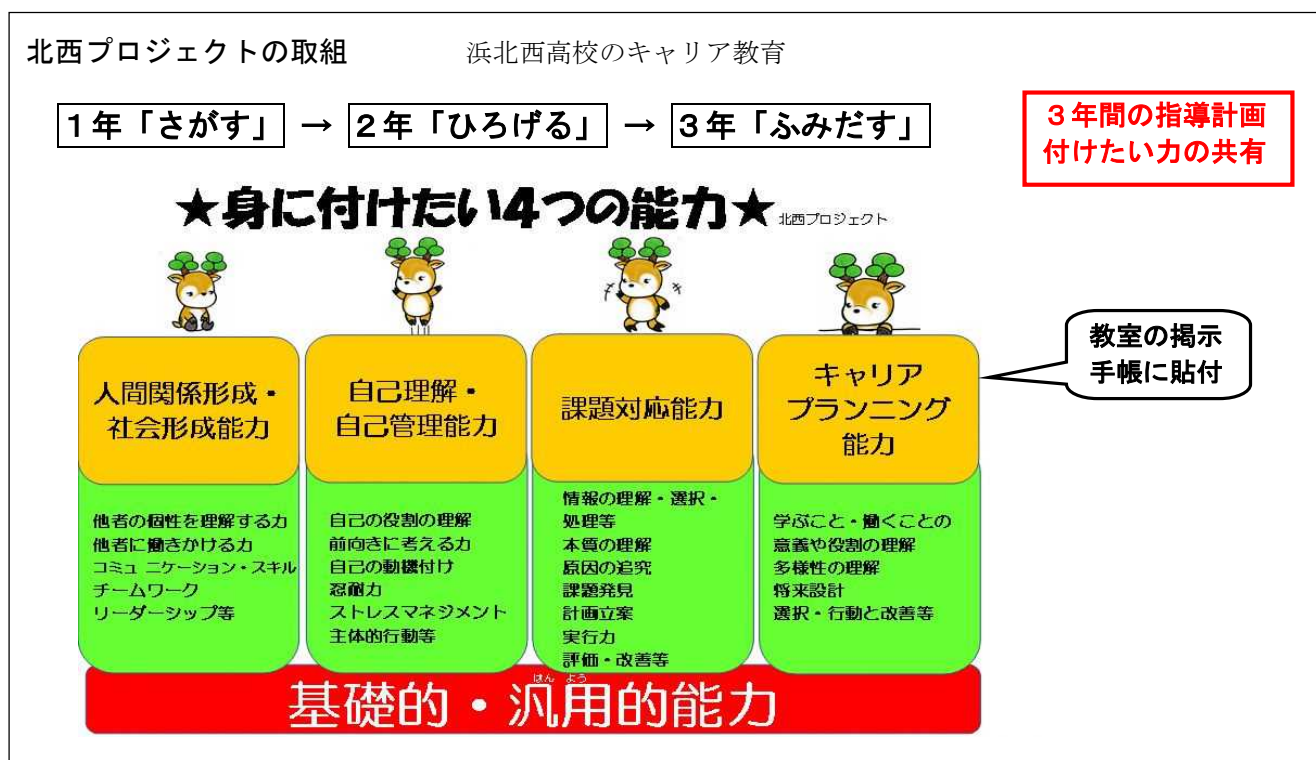 北西プロジェクトの取組 浜北西高校のキャリア教育
1年「さがす」 → 2年「ひろげる」 → 3年「ふみだす」
3年間の指導計画
付けたい力の共有
★身に付けたい4つの能力★ 北西プロジェクト
人間関係形成・
社会形成能力
他者の個性を理解する力
他者に働きかける力
コミュニケーション・スキル
チームワーク
リーダーシップ等
自己理解・
自己管理能力
自己の役割の理解
前向きに考える力
自己の動機付け
忍耐力
ストレスマネジメント
主体的行動等
課題対応能力
情報の理解・選択・
処理等
本質の理解
原因の追究
課題発見
計画立案
実行力
評価・改善等
キャリア
プランニング
能力
学ぶこと・働くことの
意義や役割の理解
多様性の理解
将来設計
選択・行動と改善等
教室の掲示
手帳に貼付
はん よう
基礎的・汎用的能力